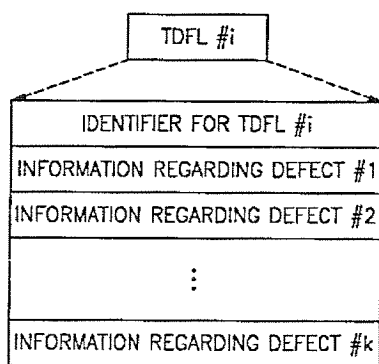 TDFL #i
IDENTIFIER FOR TDFL #i
INFORMATION REGARDING DEFECT #1
INFORMATION REGARDING DEFECT #2
⋮
INFORMATION REGARDING DEFECT #k